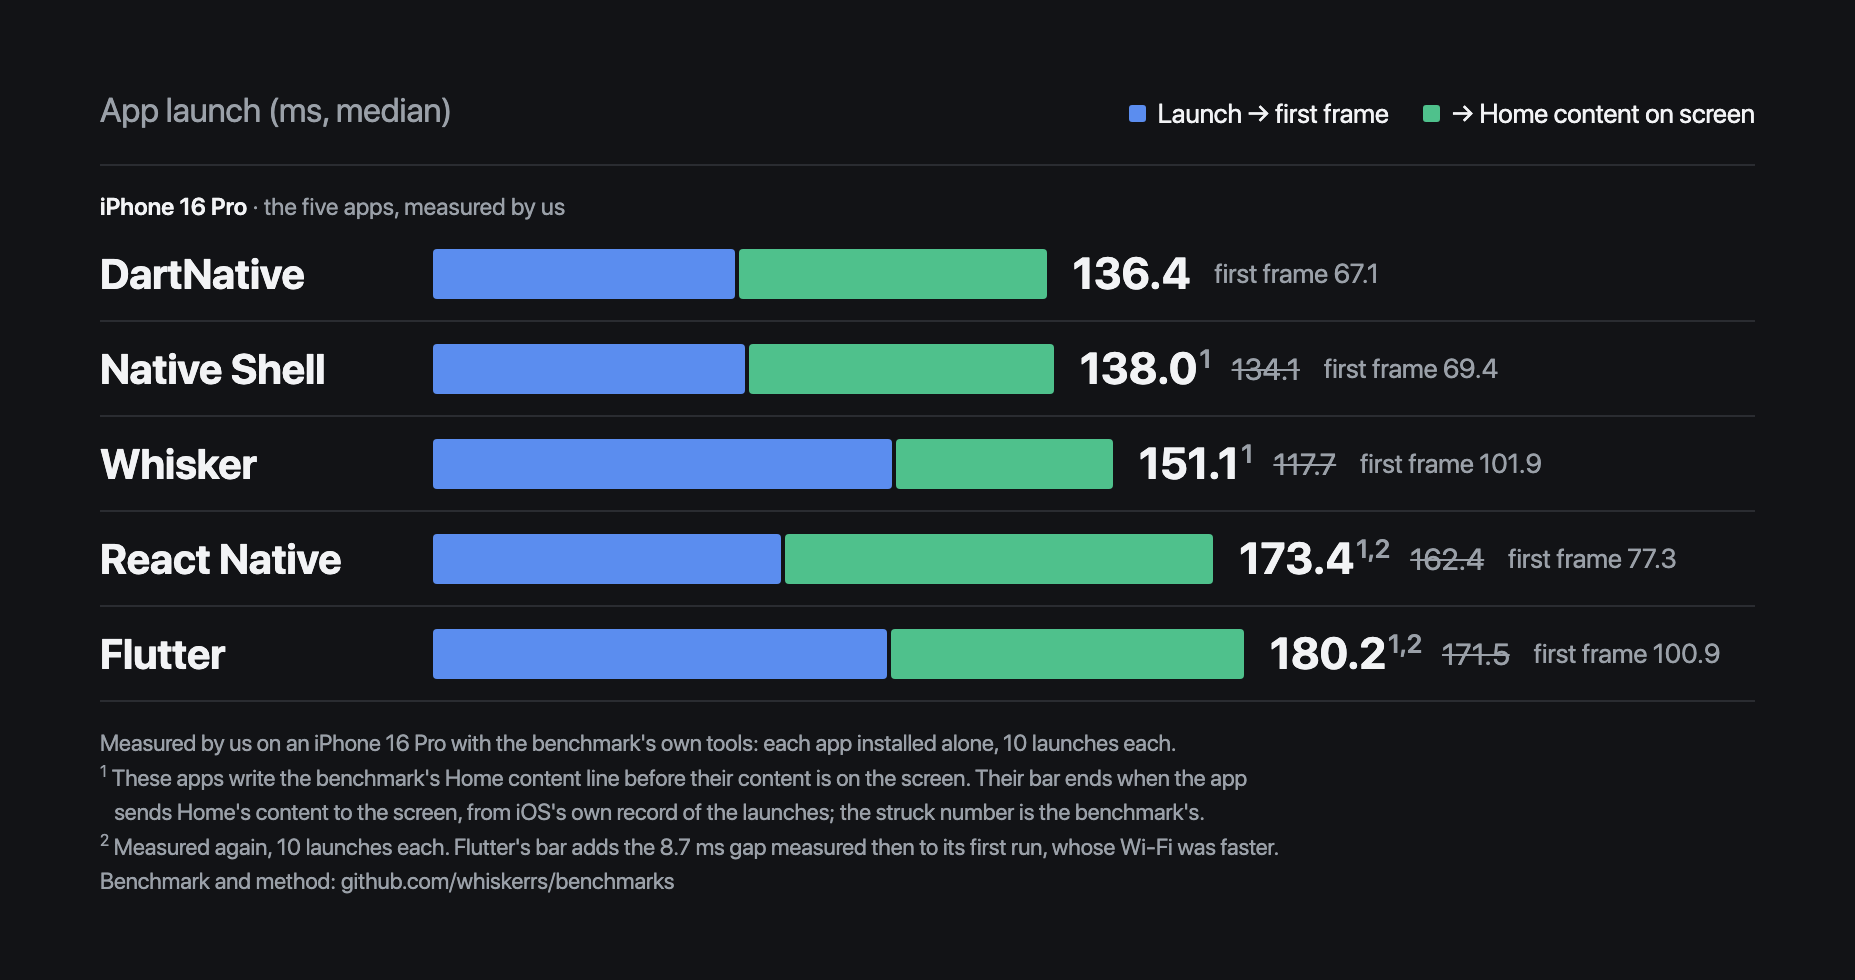 App launch (ms, median)
Launch → first frame → Home content on screen
iPhone 16 Pro · the five apps, measured by us
DartNative 136.4 first frame 67.1
Native Shell 138.0¹ 134.1 first frame 69.4
Whisker 151.1¹ 117.7 first frame 101.9
React Native 173.4¹,² 162.4 first frame 77.3
Flutter 180.2¹,² 171.5 first frame 100.9
Measured by us on an iPhone 16 Pro with the benchmark's own tools: each app installed alone, 10 launches each.
¹ These apps write the benchmark's Home content line before their content is on the screen. Their bar ends when the app
sends Home's content to the screen, from iOS's own record of the launches; the struck number is the benchmark's.
² Measured again, 10 launches each. Flutter's bar adds the 8.7 ms gap measured then to its first run, whose Wi-Fi was faster.
Benchmark and method: github.com/whiskerrs/benchmarks